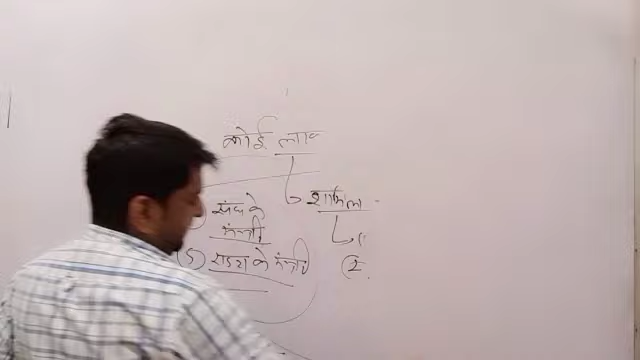 कोई लाभ
शामिल
संघ के
मंत्री
5) राज्य के मंत्री
2.